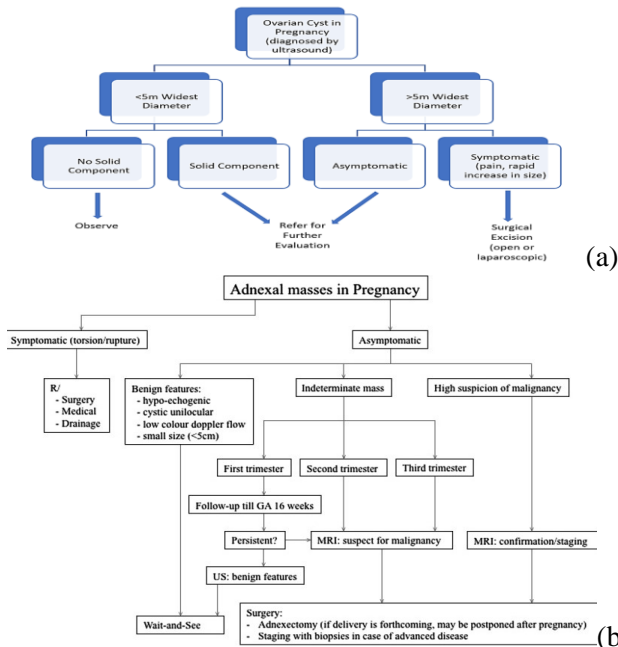 Ovarian Cyst in
Pregnancy
(diagnosed by
ultrasound)
<5m Widest
Diameter
>5m Widest
Diameter
No Solid
Component
Solid Component
Asymptomatic
Symptomatic
(pain, rapid
increase in size)
Observe
Refer for
Further
Evaluation
Surgical
Excision
(open or
laparoscopic)
(a)
Adnexal masses in Pregnancy
Symptomatic (torsion/rupture)
Asymptomatic
R/
- Surgery
- Medical
- Drainage
Benign features:
- hypo-echogenic
- cystic unilocular
- low colour doppler flow
- small size (<5cm)
Indeterminate mass
High suspicion of malignancy
First trimester
Second trimester
Third trimester
Follow-up till GA 16 weeks
Persistent?
MRI: suspect for malignancy
MRI: confirmation/staging
US: benign features
Wait-and-See
Surgery:
- Adnexectomy (if delivery is forthcoming, may be postponed after pregnancy)
- Staging with biopsies in case of advanced disease
(b